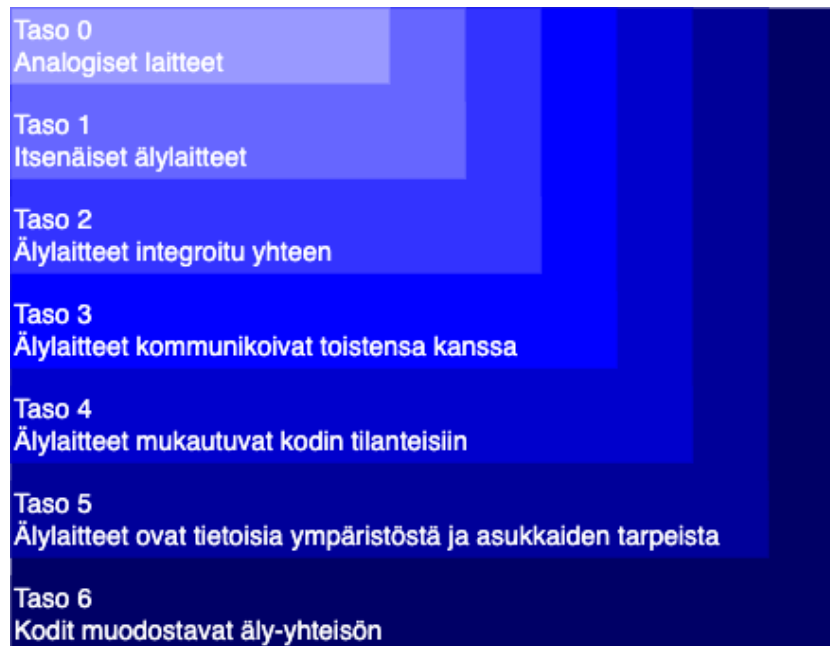 Taso 0
Analogiset laitteet
Taso 1
Itsenäiset älylaitteet
Taso 2
Älylaitteet integroitu yhteen
Taso 3
Älylaitteet kommunikoivat toistensa kanssa
Taso 4
Älylaitteet mukautuvat kodin tilanteisiin
Taso 5
Älylaitteet ovat tietoisia ympäristöstä ja asukkaiden tarpeista
Taso 6
Kodit muodostavat äly-yhteisön